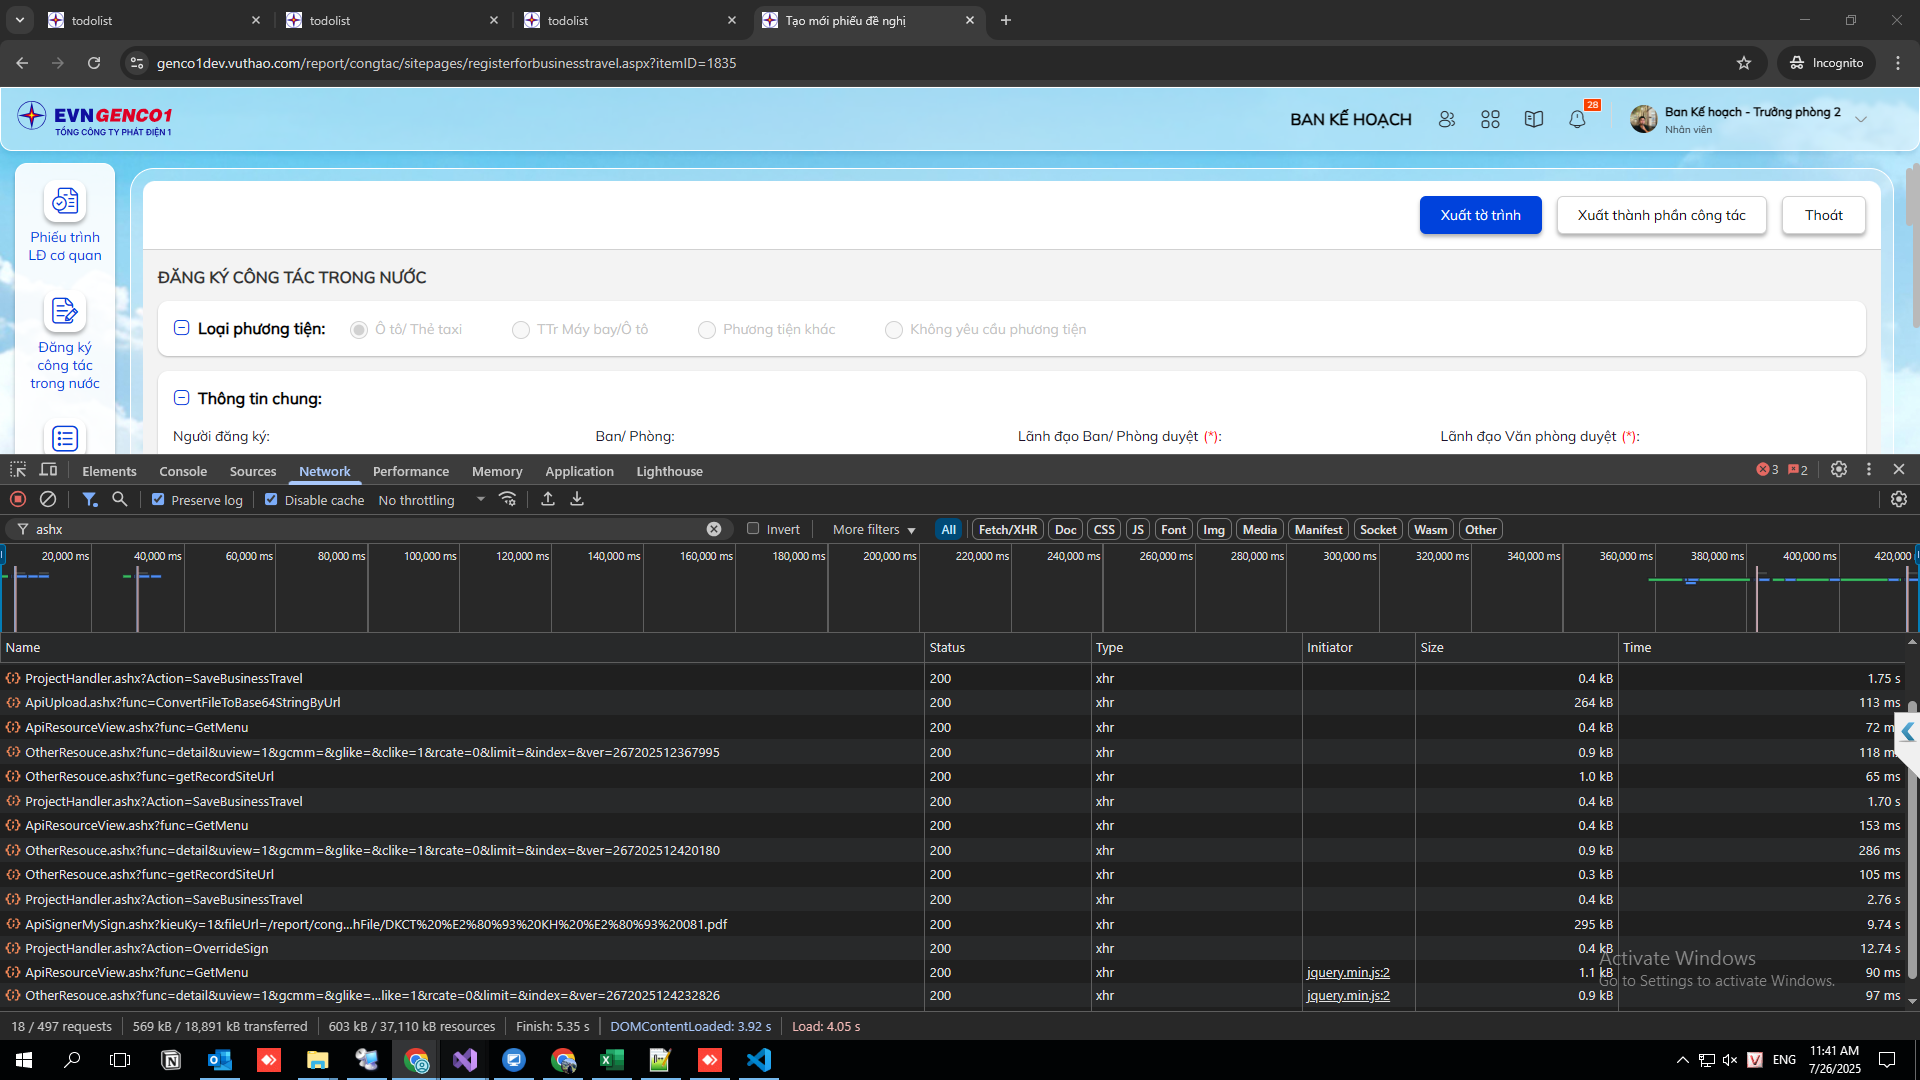 todolist
todolist
todolist
Tạo mới phiếu đề nghị
genco1dev.vuthao.com/report/congtac/sitepages/registerforbusinesstravel.aspx?itemID=1835
Incognito
EVNGENCO1
TỔNG CÔNG TY PHÁT ĐIỆN 1
BAN KẾ HOẠCH
28
Ban Kế hoạch - Trưởng phòng 2
Nhân viên
Phiếu trình
LĐ cơ quan
Đăng ký
công tác
trong nước
Xuất tờ trình
Xuất thành phần công tác
Thoát
ĐĂNG KÝ CÔNG TÁC TRONG NƯỚC
Loại phương tiện:
Ô tô/ Thẻ taxi
TTr Máy bay/Ô tô
Phương tiện khác
Không yêu cầu phương tiện
Thông tin chung:
Người đăng ký:
Ban/ Phòng:
Lãnh đạo Ban/ Phòng duyệt (*):
Lãnh đạo Văn phòng duyệt (*):
Elements Console Sources Network Performance Memory Application Lighthouse
3 2
Preserve log Disable cache No throttling
ashx
Invert More filters All Fetch/XHR Doc CSS JS Font Img Media Manifest Socket Wasm Other
20,000 ms 40,000 ms 60,000 ms 80,000 ms 100,000 ms 120,000 ms 140,000 ms 160,000 ms 180,000 ms 200,000 ms 220,000 ms 240,000 ms 260,000 ms 280,000 ms 300,000 ms 320,000 ms 340,000 ms 360,000 ms 380,000 ms 400,000 ms 420,000
Name Status Type Initiator Size Time
ProjectHandler.ashx?Action=SaveBusinessTravel 200 xhr 0.4 kB 1.75 s
ApiUpload.ashx?func=ConvertFileToBase64StringByUrl 200 xhr 264 kB 113 ms
ApiResourceView.ashx?func=GetMenu 200 xhr 0.4 kB 72 m
OtherResouce.ashx?func=detail&uview=1&gcmm=&glike=&clike=1&rcate=0&limit=&index=&ver=267202512367995 200 xhr 0.9 kB 118 m
OtherResouce.ashx?func=getRecordSiteUrl 200 xhr 1.0 kB 65 ms
ProjectHandler.ashx?Action=SaveBusinessTravel 200 xhr 0.4 kB 1.70 s
ApiResourceView.ashx?func=GetMenu 200 xhr 0.4 kB 153 ms
OtherResouce.ashx?func=detail&uview=1&gcmm=&glike=&clike=1&rcate=0&limit=&index=&ver=267202512420180 200 xhr 0.9 kB 286 ms
OtherResouce.ashx?func=getRecordSiteUrl 200 xhr 0.3 kB 105 ms
ProjectHandler.ashx?Action=SaveBusinessTravel 200 xhr 0.4 kB 2.76 s
ApiSignerMySign.ashx?kieuKy=1&fileUrl=/report/cong...hFile/DKCT%20%E2%80%93%20KH%20%E2%80%93%20081.pdf 200 xhr 295 kB 9.74 s
ProjectHandler.ashx?Action=OverrideSign 200 xhr 0.4 kB 12.74 s
ApiResourceView.ashx?func=GetMenu 200 xhr jquery.min.js:2 1.1 kB 90 ms
OtherResouce.ashx?func=detail&uview=1&gcmm=&glike=...like=1&rcate=0&limit=&index=&ver=2672025124232826 200 xhr jquery.min.js:2 0.9 kB 97 ms
Activate Windows
Go to Settings to activate Windows.
18 / 497 requests 569 kB / 18,891 kB transferred 603 kB / 37,110 kB resources Finish: 5.35 s DOMContentLoaded: 3.92 s Load: 4.05 s
ENG
11:41 AM
7/26/2025